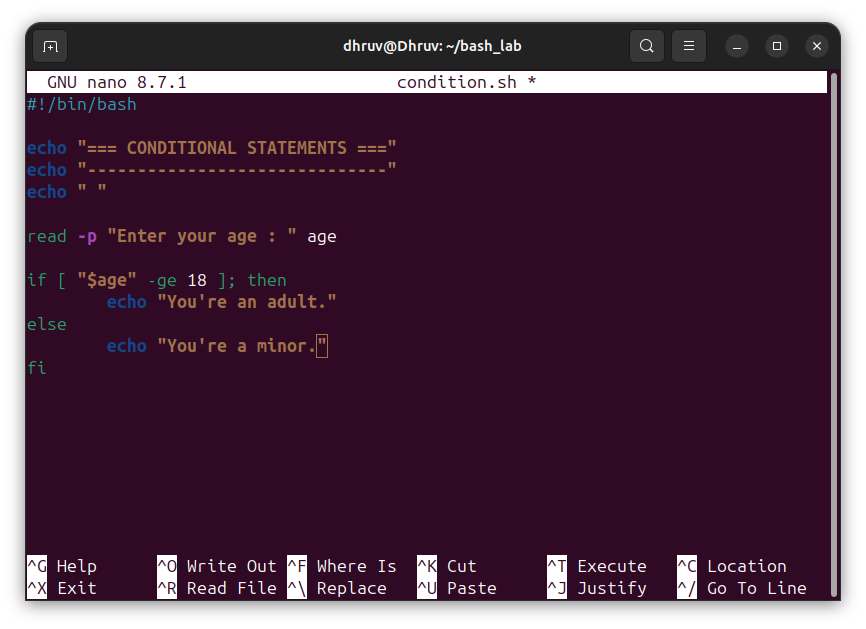 dhruv@Dhruv: ~/bash_lab
GNU nano 8.7.1 condition.sh *
#!/bin/bash
echo "=== CONDITIONAL STATEMENTS ==="
echo "------------------------------"
echo " "
read -p "Enter your age : " age
if [ "$age" -ge 18 ]; then
echo "You're an adult."
else
echo "You're a minor."
fi
^G Help ^O Write Out ^F Where Is ^K Cut ^T Execute ^C Location
^X Exit ^R Read File ^\ Replace ^U Paste ^J Justify ^/ Go To Line